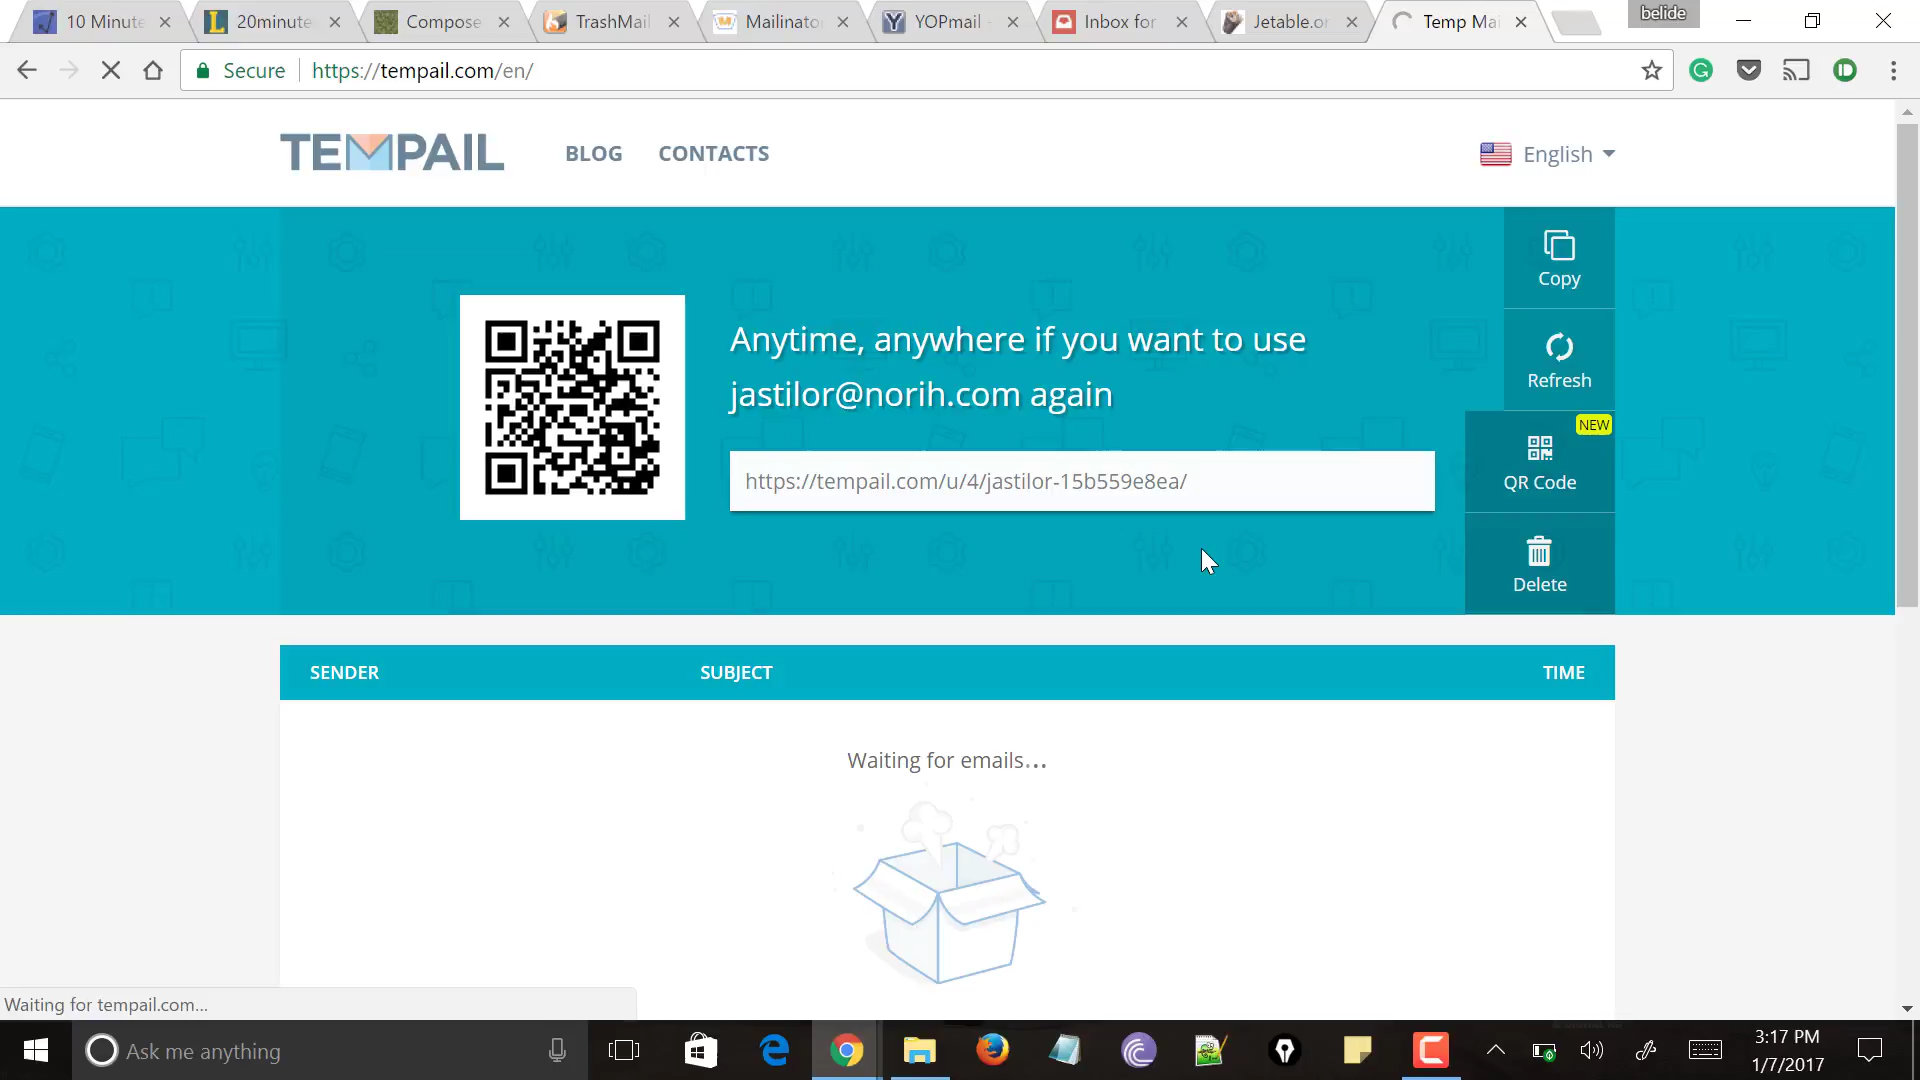 10 Minute
20minute
Compose
TrashMail
Mailinato
YOPmail -
Inbox for
Jetable.or
Temp Mai
belide
Secure https://tempail.com/en/
TEMPAIL
BLOG
CONTACTS
English
Copy
Refresh
NEW
QR Code
Delete
Anytime, anywhere if you want to use
jastilor@norih.com again
https://tempail.com/u/4/jastilor-15b559e8ea/
SENDER SUBJECT TIME
Waiting for emails...
Waiting for tempail.com...
Ask me anything
3:17 PM
1/7/2017